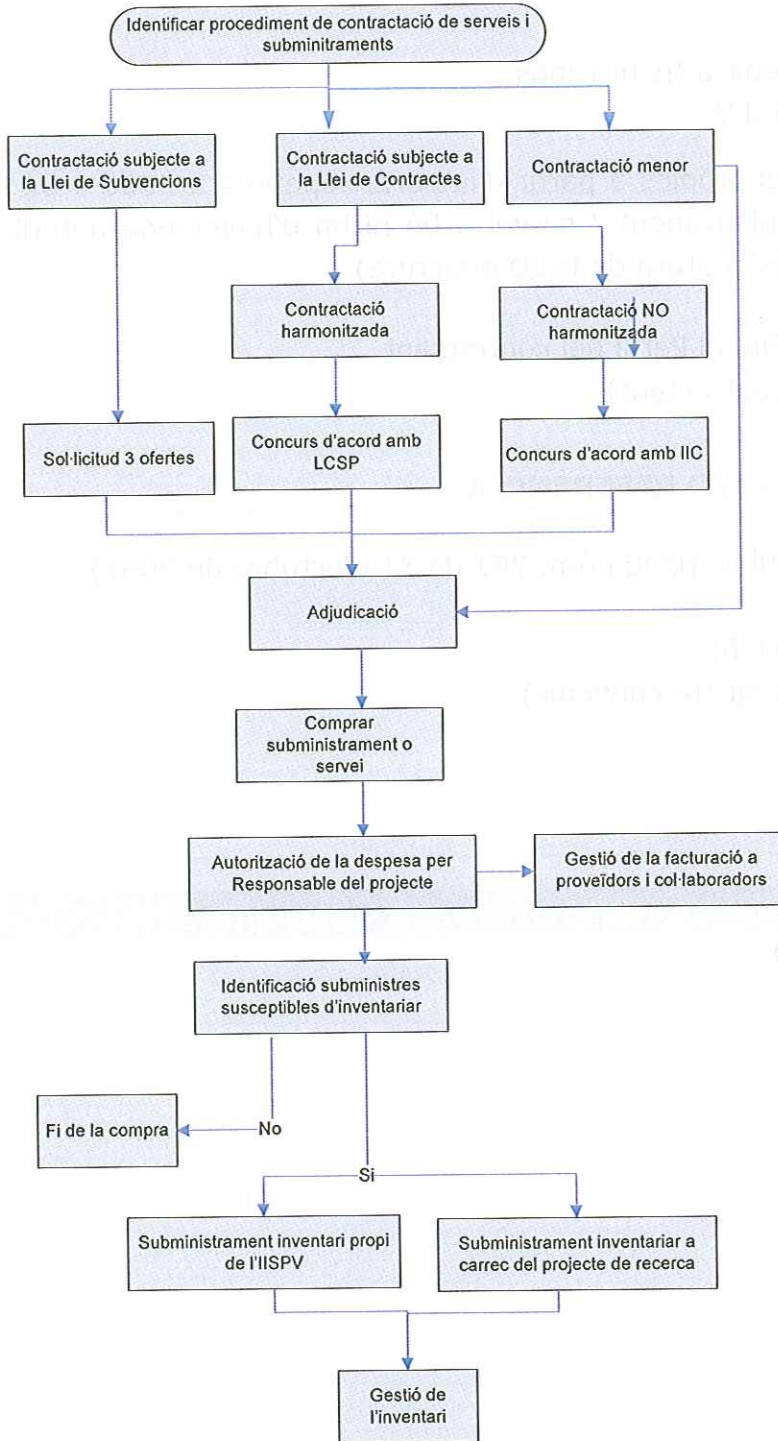 Identificar procediment de contractació de serveis i
subminitraments
Contractació subjecte a
la Llei de Subvencions
Contractació subjecte a
la Llei de Contractes
Contractació menor
Contractació
harmonitzada
Contractació NO
harmonitzada
Sol·licitud 3 ofertes
Concurs d'acord amb
LCSP
Concurs d'acord amb IIC
Adjudicació
Comprar
subministrament o
servei
Autorització de la despesa per
Responsable del projecte
Gestió de la facturació a
proveïdors i col·laboradors
Identificació subministres
susceptibles d'inventariar
Fi de la compra
No
Si
Subministrament inventari propi
de l'IISPV
Subministrament inventariar a
carrec del projecte de recerca
Gestió de
l'inventari